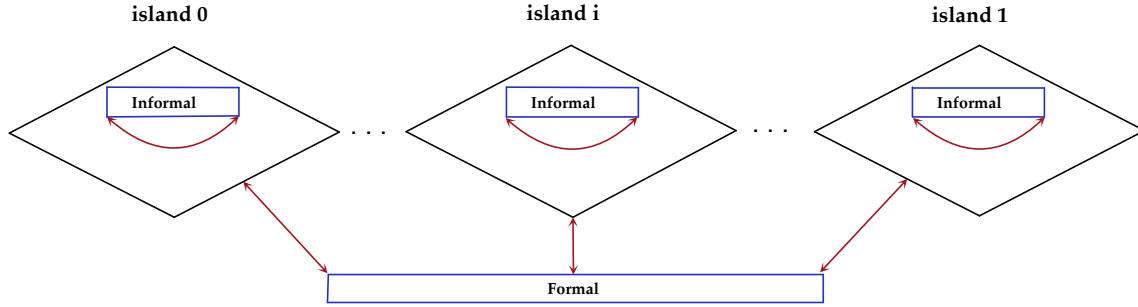 island 0
island i
island 1
Informal
Informal
Informal
. . .
. . .
Formal